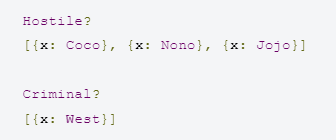 Hostile?
[{x: Coco}, {x: Nono}, {x: Jojo}]
Criminal?
[{x: West}]